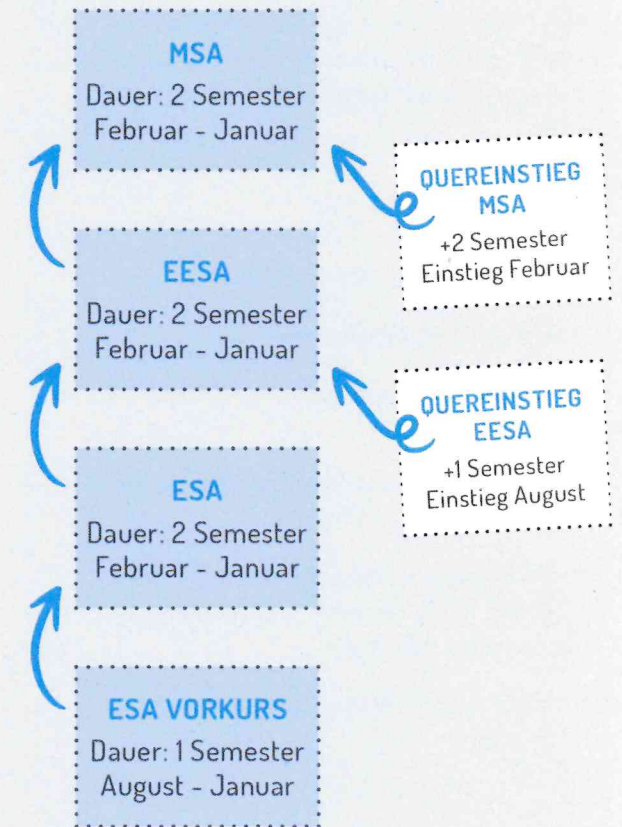 MSA
Dauer: 2 Semester
Februar - Januar
QUEREINSTIEG
MSA
+2 Semester
Einstieg Februar
EESA
Dauer: 2 Semester
Februar - Januar
QUEREINSTIEG
EESA
+1 Semester
Einstieg August
ESA
Dauer: 2 Semester
Februar - Januar
ESA VORKURS
Dauer: 1 Semester
August - Januar